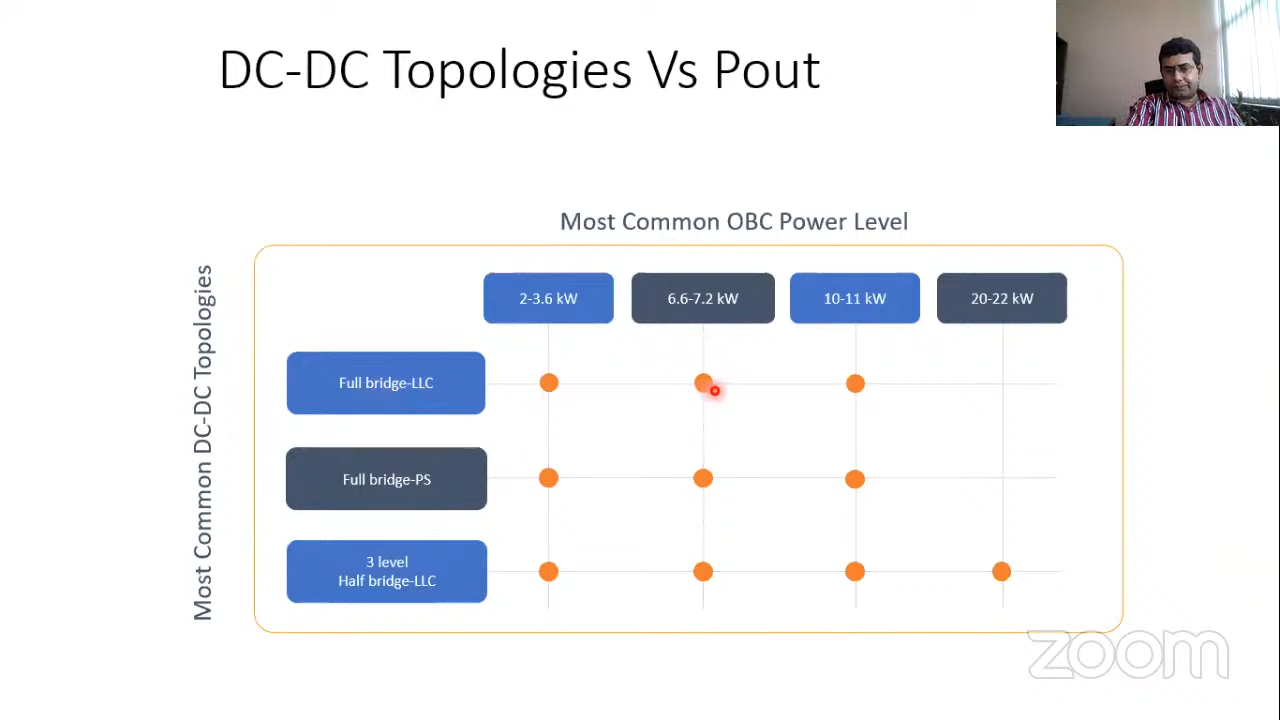 DC-DC Topologies Vs Pout
Most Common OBC Power Level
Most Common DC-DC Topologies
2-3.6 kW
6.6-7.2 kW
10-11 kW
20-22 kW
Full bridge-LLC
Full bridge-PS
3 level
Half bridge-LLC
zoom